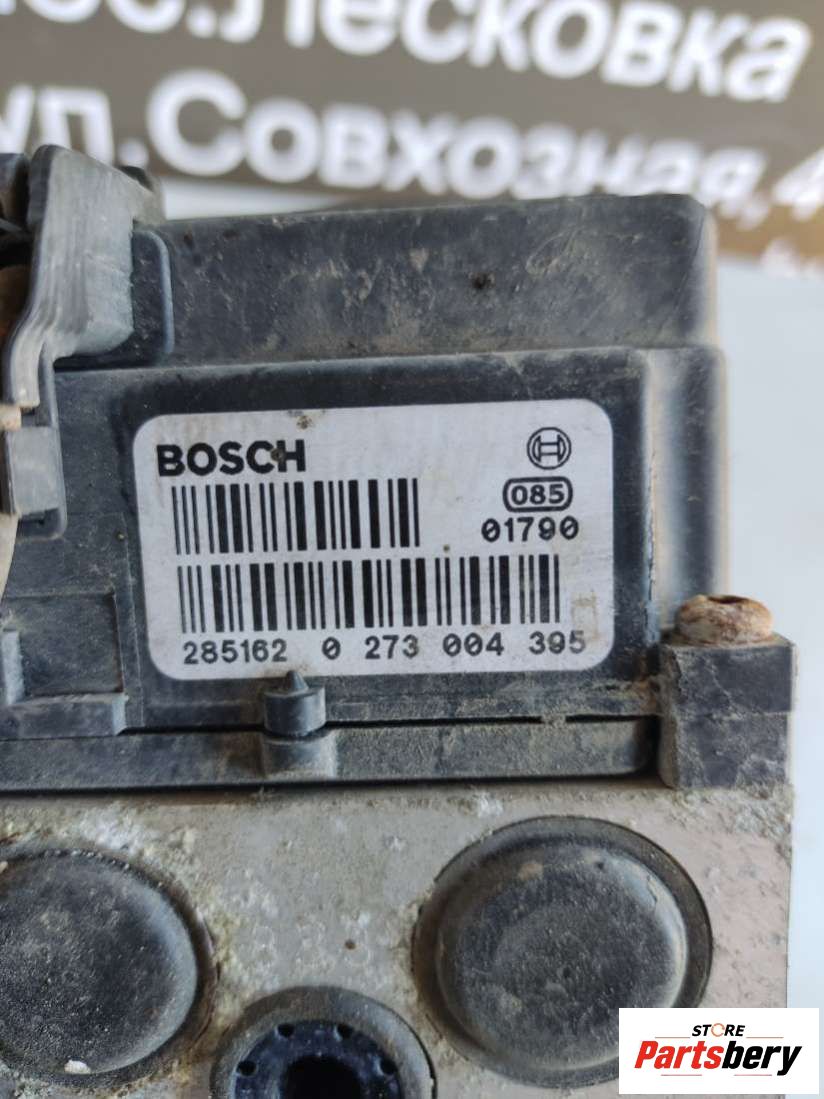 пос.Лесковка
ул.Совхозная,4
BOSCH
085
01790
285162 0 273 004 395
STORE
Partsbery